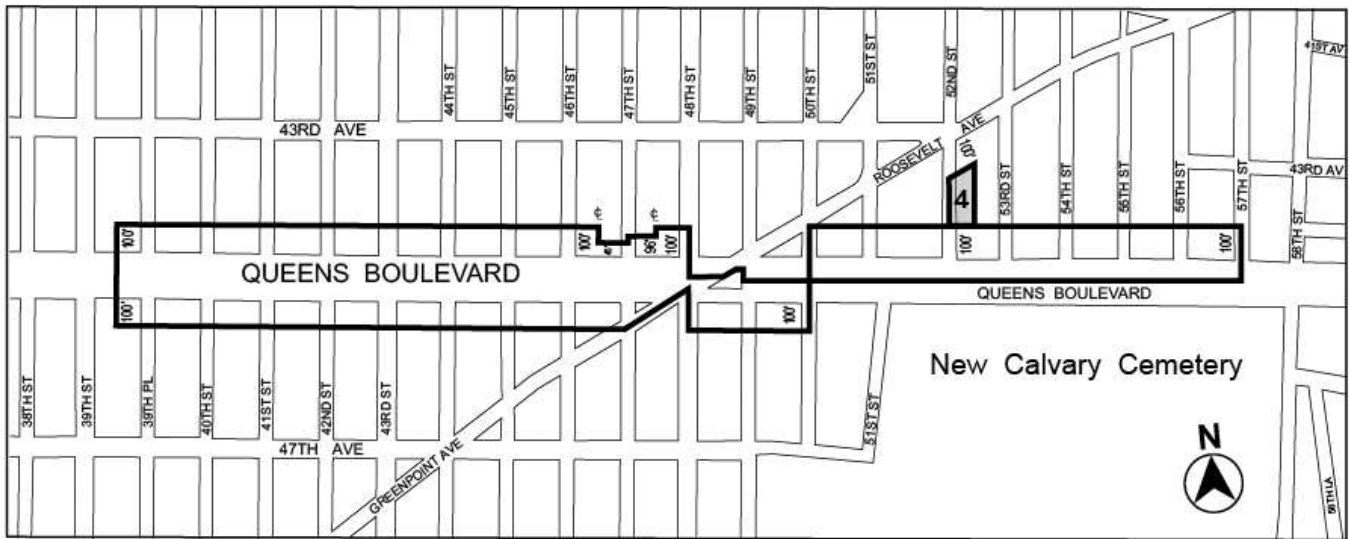 44TH ST
45TH ST
46TH ST
47TH ST
48TH ST
49TH ST
50TH ST
51ST ST
52ND ST
41ST AV
43RD AVE
ROOSEVELT AVE
100'
4
53RD ST
54TH ST
55TH ST
56TH ST
57TH ST
43RD AV
58TH ST
100'
100'
96'
100'
100'
100'
QUEENS BOULEVARD
QUEENS BOULEVARD
100'
100'
New Calvary Cemetery
38TH ST
39TH ST
39TH PL
40TH ST
41ST ST
42ND ST
43RD ST
51ST ST
47TH AVE
GREENPOINT AVE
N
58TH LA